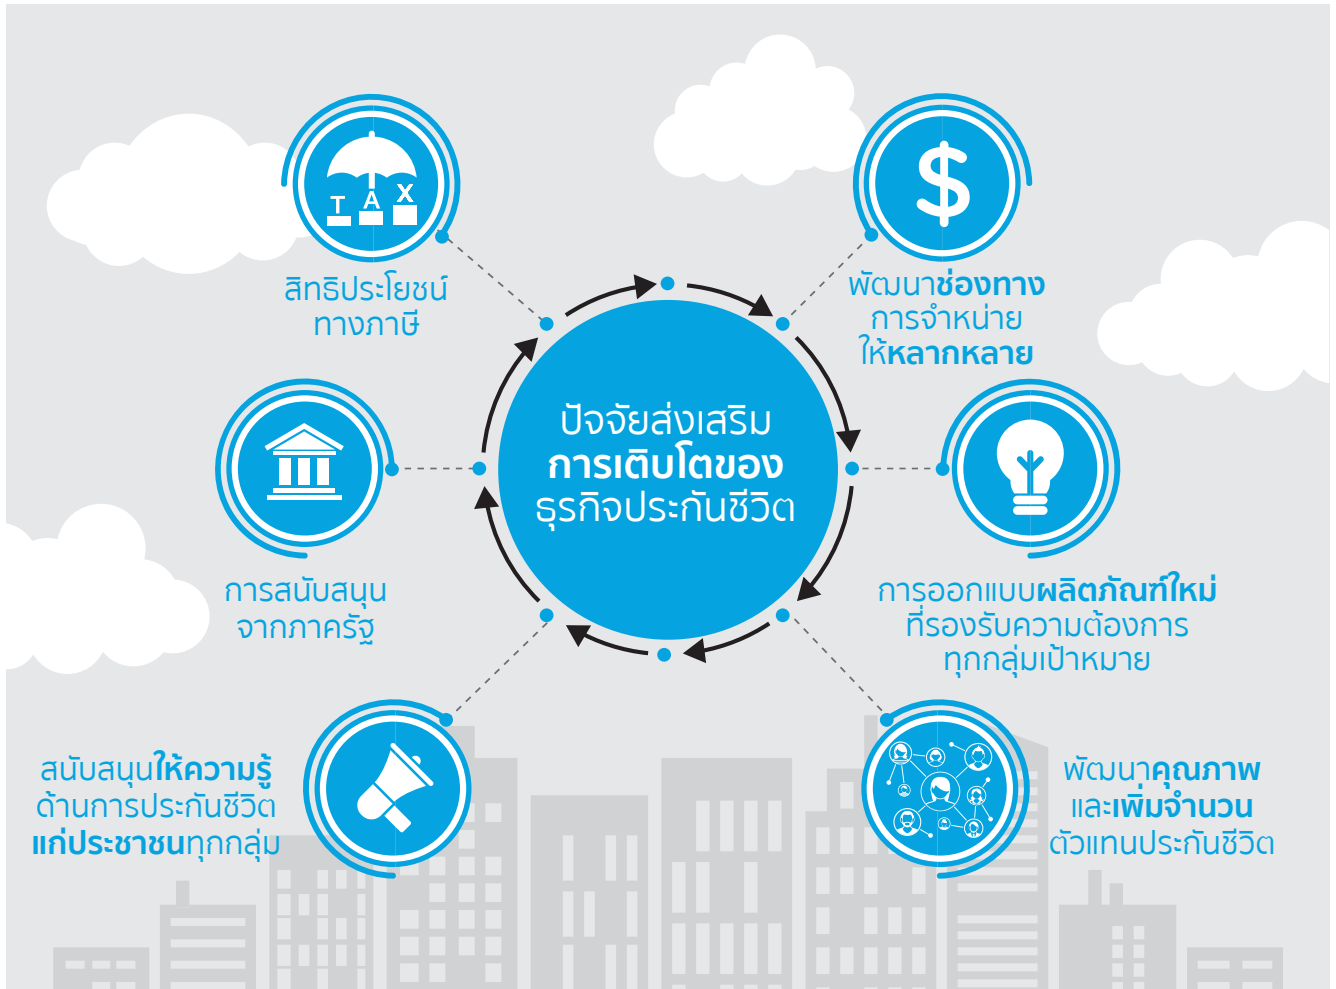 TAX
สิทธิประโยชน์
ทางภาษี
พัฒนาช่องทาง
การจำหน่าย
ให้หลากหลาย
ปัจจัยส่งเสริม
การเติบโตของ
ธุรกิจประกันชีวิต
การสนับสนุน
จากภาครัฐ
การออกแบบผลิตภัณฑ์ใหม่
ที่รองรับความต้องการ
ทุกกลุ่มเป้าหมาย
สนับสนุนให้ความรู้
ด้านการประกันชีวิต
แก่ประชาชนทุกกลุ่ม
พัฒนาคุณภาพ
และเพิ่มจำนวน
ตัวแทนประกันชีวิต